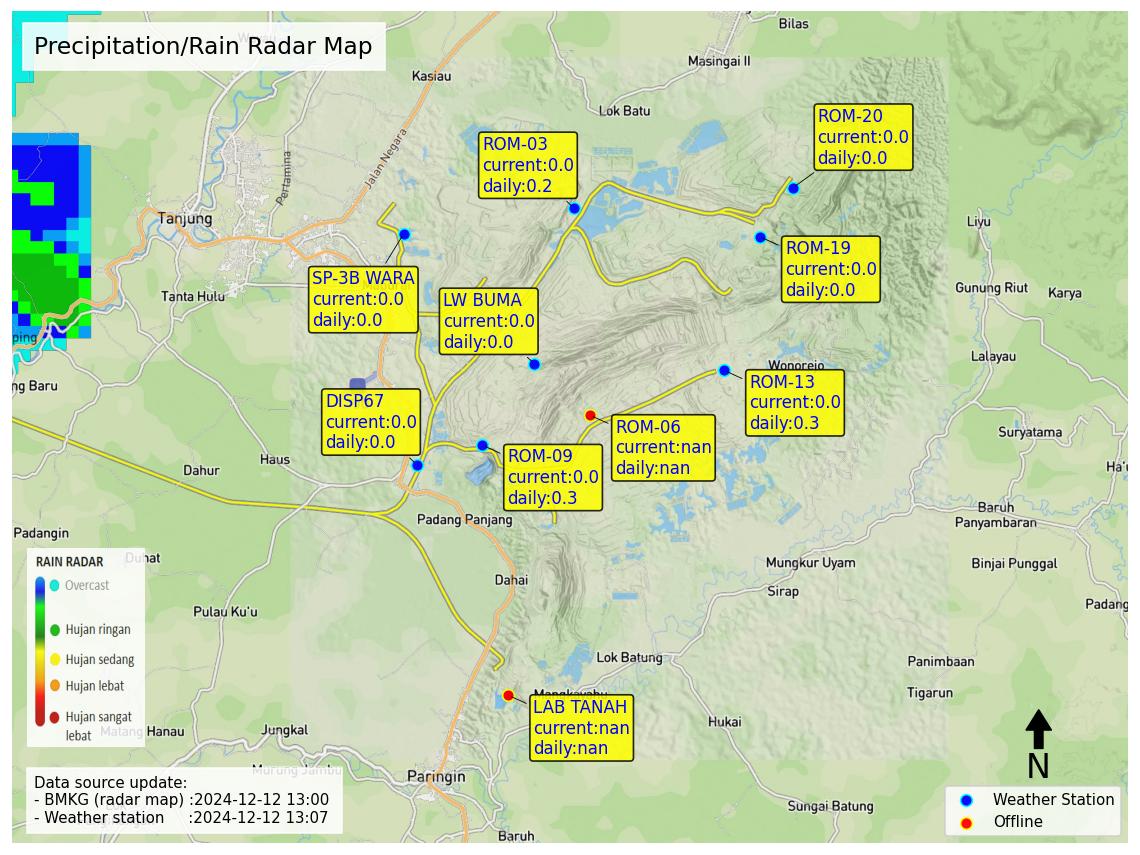 Precipitation/Rain Radar Map
Bilas
Masingai II
Kasiau
Lok Batu
Jalan Negara
Pertamina
Tanjung
Tanta Hulu
ROM-20
current:0.0
daily:0.0
ROM-03
current:0.0
daily:0.2
ROM-19
current:0.0
daily:0.0
SP-3B WARA
current:0.0
daily:0.0
LW BUMA
current:0.0
daily:0.0
Liyu
Gunung Riut
Karya
Lalayau
Wonorejo
ROM-13
current:0.0
daily:0.3
DISP67
current:0.0
daily:0.0
ROM-06
current:nan
daily:nan
ROM-09
current:0.0
daily:0.3
ping
ng Baru
Dahur
Haus
Suryatama
Ha'u
Padang Panjang
Baruh
Panyambaran
Padangin
Duhat
Dahai
Mungkur Uyam
Binjai Punggal
Sirap
Padang
Pulau Ku'u
RAIN RADAR
Overcast
Hujan ringan
Hujan sedang
Hujan lebat
Hujan sangat
lebat
Lok Batung
Panimbaan
Tigarun
LAB TANAH
current:nan
daily:nan
Hukai
Hanau
Jungkal
Murung Jambu
Paringin
Sungai Batung
Baruh
Data source update:
- BMKG (radar map) :2024-12-12 13:00
- Weather station :2024-12-12 13:07
N
Weather Station
Offline